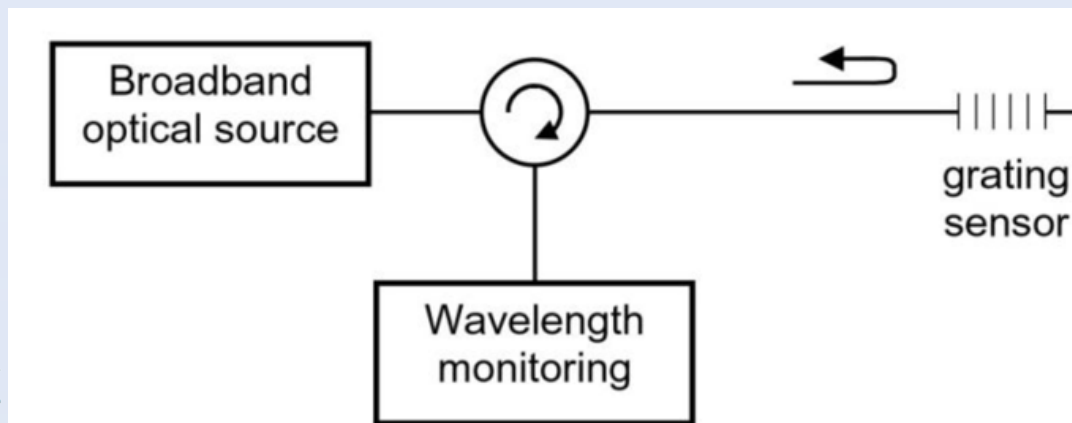 Broadband
optical source
grating
sensor
Wavelength
monitoring